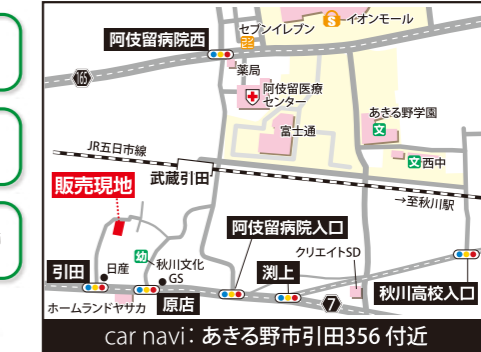 イオンモール
セブンイレブン
阿伎留病院西
165
薬局
阿伎留医療
センター
あきる野学園
文
富士通
文 西中
JR五日市線
武蔵引田
→至秋川駅
販売現地
阿伎留病院入口
クリエイトSD
幼
秋川文化
渕上
引田
日産
GS
秋川高校入口
原店
7
ホームランドヤサカ
car navi：あきる野市引田356 付近